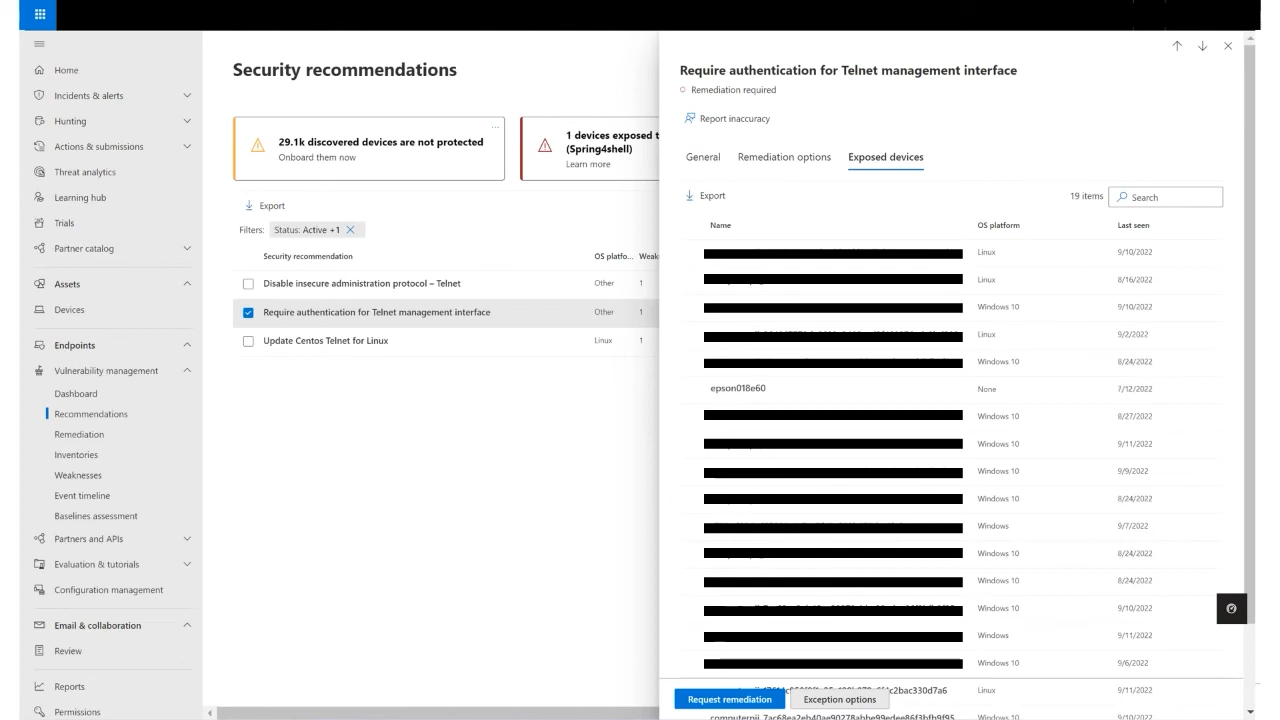 Home
Incidents & alerts
Hunting
Actions & submissions
Threat analytics
Learning hub
Trials
Partner catalog
Assets
Devices
Endpoints
Vulnerability management
Dashboard
Recommendations
Remediation
Inventories
Weaknesses
Event timeline
Baselines assessment
Partners and APIs
Evaluation & tutorials
Configuration management
Email & collaboration
Review
Reports
Permissions
Security recommendations
29.1k discovered devices are not protected
Onboard them now
1 devices exposed t
(Spring4shell)
Learn more
Export
Filters: Status: Active +1
Security recommendation OS platfo... Weak
Disable insecure administration protocol – Telnet Other 1
Require authentication for Telnet management interface Other 1
Update Centos Telnet for Linux Linux 1
Require authentication for Telnet management interface
Remediation required
Report inaccuracy
General Remediation options Exposed devices
Export 19 items Search
Name OS platform Last seen
Linux 9/10/2022
Linux 8/16/2022
Windows 10 9/10/2022
Linux 9/2/2022
Windows 10 8/24/2022
epson018e60 None 7/12/2022
Windows 10 8/27/2022
Windows 10 9/11/2022
Windows 10 9/9/2022
Windows 10 8/24/2022
Windows 9/7/2022
Windows 10 8/24/2022
Windows 10 8/24/2022
Windows 10 9/10/2022
Windows 9/11/2022
Windows 10 9/6/2022
Linux 9/11/2022
Request remediation Exception options
Windows 10 9/10/2022